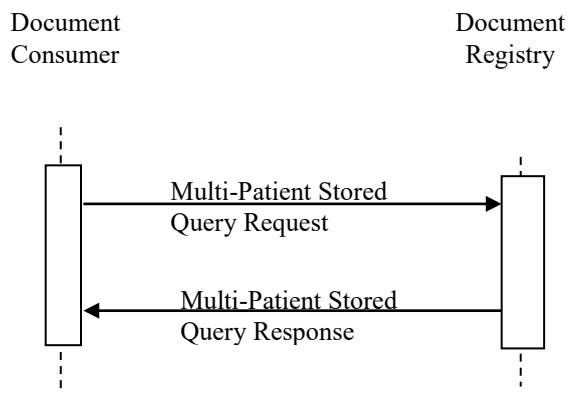 Document
Consumer
Document
Registry
Multi-Patient Stored
Query Request
Multi-Patient Stored
Query Response